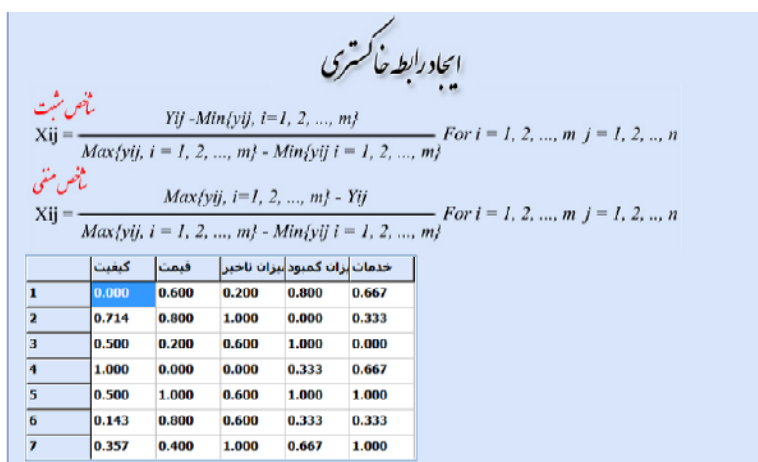 ایجاد رابطه خاکستری
شاخص مثبت
Xij = Yij -Min{yij, i=1, 2, ..., m}
Max{yij, i = 1, 2, ..., m} - Min{yij i = 1, 2, ..., m} For i = 1, 2, ..., m j = 1, 2, .., n
شاخص منفی
Xij = Max{yij, i=1, 2, ..., m} - Yij
Max{yij, i = 1, 2, ..., m} - Min{yij i = 1, 2, ..., m} For i = 1, 2, ..., m j = 1, 2, .., n
کیفیت قیمت میزان تاخیر یزان کمبود خدمات
1 0.000 0.600 0.200 0.800 0.667
2 0.714 0.800 1.000 0.000 0.333
3 0.500 0.200 0.600 1.000 0.000
4 1.000 0.000 0.000 0.333 0.667
5 0.500 1.000 0.600 1.000 1.000
6 0.143 0.800 0.600 0.333 0.333
7 0.357 0.400 1.000 0.667 1.000